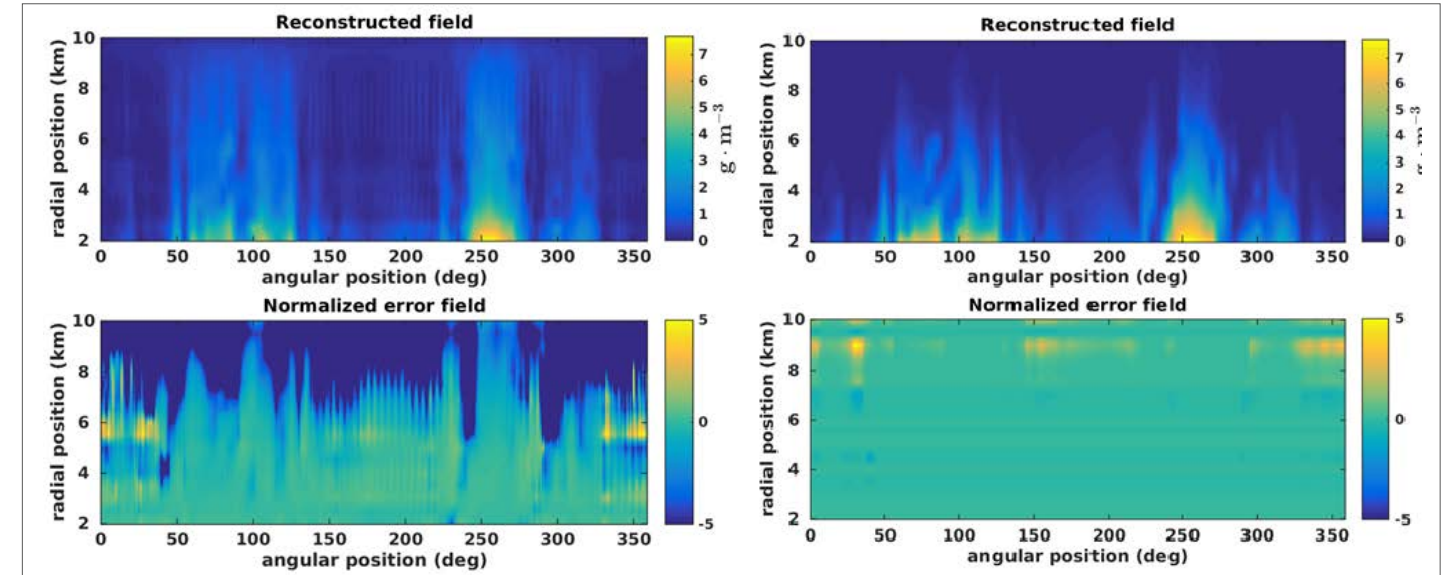 Reconstructed field
radial position (km)
10
8
6
4
2
0 50 100 150 200 250 300 350
angular position (deg)
7
6
5
4
3
2
1
0
g · m⁻³
Reconstructed field
radial position (km)
10
8
6
4
2
0 50 100 150 200 250 300 350
angular position (deg)
7
6
5
4
3
2
1
0
Normalized error field
radial position (km)
10
8
6
4
2
0 50 100 150 200 250 300 350
angular position (deg)
5
0
-5
Normalized error field
radial position (km)
10
8
6
4
2
0 50 100 150 200 250 300 350
angular position (deg)
5
0
-5